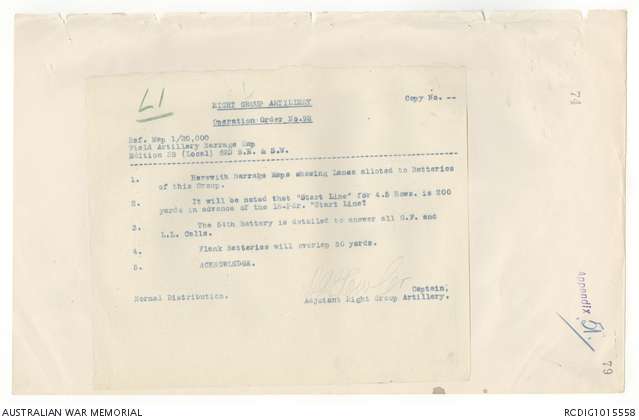 L1
RIGHT GROUP ARTILLERY
Copy No. --
Operation Order No.92
Ref. Map 1/20,000
Field Artillery Barrage Map
Edition 2B (Local) 62D S.E. & S.W.
1. Herewith Barrage Maps showing Lanes alloted to Batteries
of this Group.
2. It will be noted that "Start Line" for 4.5 Hows. is 200
yards in advance of the 18-Pdr. "Start Line"
3. The 54th Battery is detailed to answer all G.F. and
L.L. Calls.
4. Flank Batteries will overlap 50 yards.
5. ACKNOWLEDGE.
Captain,
Normal Distribution. Adjutant Right Group Artillery.
74
Appendix
79
AUSTRALIAN WAR MEMORIAL
RCDIG1015558